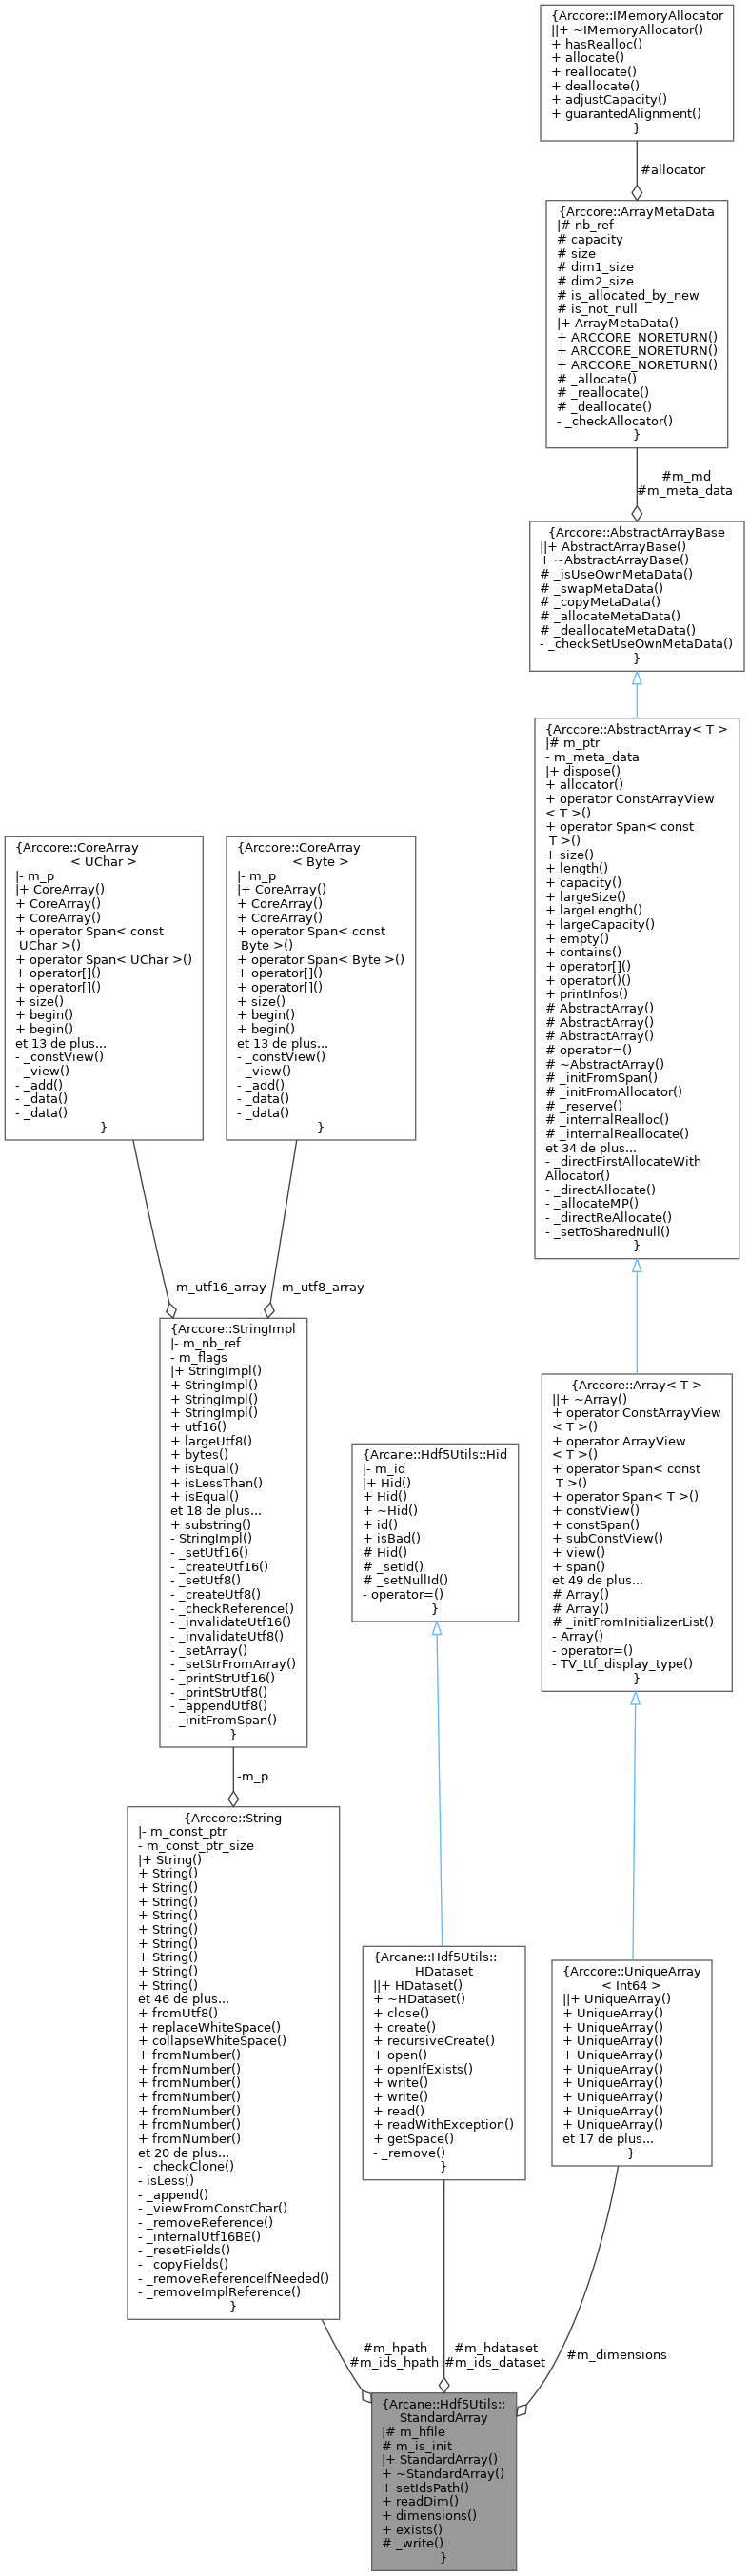 {Arccore::IMemoryAllocator
||+ ~IMemoryAllocator()
+ hasRealloc()
+ allocate()
+ reallocate()
+ deallocate()
+ adjustCapacity()
+ guarantedAlignment()
}
#allocator
{Arccore::ArrayMetaData
|# nb_ref
# capacity
# size
# dim1_size
# dim2_size
# is_allocated_by_new
# is_not_null
|+ ArrayMetaData()
+ ARCCORE_NORETURN()
+ ARCCORE_NORETURN()
+ ARCCORE_NORETURN()
# _allocate()
# _reallocate()
# _deallocate()
- _checkAllocator()
}
#m_md
#m_meta_data
{Arccore::AbstractArrayBase
||+ AbstractArrayBase()
+ ~AbstractArrayBase()
# _isUseOwnMetaData()
# _swapMetaData()
# _copyMetaData()
# _allocateMetaData()
# _deallocateMetaData()
- _checkSetUseOwnMetaData()
}
{Arccore::AbstractArray< T >
|# m_ptr
- m_meta_data
|+ dispose()
+ allocator()
+ operator ConstArrayView
< T >()
+ operator Span< const
T >()
+ size()
+ length()
+ capacity()
+ largeSize()
+ largeLength()
+ largeCapacity()
+ empty()
+ contains()
+ operator[]()
+ operator()()
+ printInfos()
# AbstractArray()
# AbstractArray()
# AbstractArray()
# operator=()
# ~AbstractArray()
# _initFromSpan()
# _initFromAllocator()
# _reserve()
# _internalRealloc()
# _internalReallocate()
et 34 de plus...
- _directFirstAllocateWith
Allocator()
- _directAllocate()
- _allocateMP()
- _directReAllocate()
- _setToSharedNull()
}
{Arccore::CoreArray
< UChar >
|- m_p
|+ CoreArray()
+ CoreArray()
+ CoreArray()
+ operator Span< const
UChar >()
+ operator Span< UChar >()
+ operator[]()
+ operator[]()
+ size()
+ begin()
+ begin()
et 13 de plus...
- _constView()
- _view()
- _add()
- _data()
- _data()
}
{Arccore::CoreArray
< Byte >
|- m_p
|+ CoreArray()
+ CoreArray()
+ CoreArray()
+ operator Span< const
Byte >()
+ operator Span< Byte >()
+ operator[]()
+ operator[]()
+ size()
+ begin()
+ begin()
et 13 de plus...
- _constView()
- _view()
- _add()
- _data()
- _data()
}
-m_utf16_array
-m_utf8_array
{Arccore::StringImpl
|- m_nb_ref
- m_flags
|+ StringImpl()
+ StringImpl()
+ StringImpl()
+ StringImpl()
+ utf16()
+ largeUtf8()
+ bytes()
+ isEqual()
+ isLessThan()
+ isEqual()
et 18 de plus...
+ substring()
- StringImpl()
- _setUtf16()
- _createUtf16()
- _setUtf8()
- _createUtf8()
- _checkReference()
- _invalidateUtf16()
- _invalidateUtf8()
- _setArray()
- _setStrFromArray()
- _printStrUtf16()
- _printStrUtf8()
- _appendUtf8()
- _initFromSpan()
}
{Arccore::Array< T >
||+ ~Array()
+ operator ConstArrayView
< T >()
+ operator ArrayView
< T >()
+ operator Span< const
T >()
+ operator Span< T >()
+ constView()
+ constSpan()
+ subConstView()
+ view()
+ span()
et 49 de plus...
# Array()
# Array()
# _initFromInitializerList()
- Array()
- operator=()
- TV_ttf_display_type()
}
{Arcane::Hdf5Utils::Hid
|- m_id
|+ Hid()
+ Hid()
+ ~Hid()
+ id()
+ isBad()
# Hid()
# _setId()
# _setNullId()
- operator=()
}
-m_p
{Arccore::String
|- m_const_ptr
- m_const_ptr_size
|+ String()
+ String()
+ String()
+ String()
+ String()
+ String()
+ String()
+ String()
+ String()
+ String()
et 46 de plus...
+ fromUtf8()
+ replaceWhiteSpace()
+ collapseWhiteSpace()
+ fromNumber()
+ fromNumber()
+ fromNumber()
+ fromNumber()
+ fromNumber()
+ fromNumber()
+ fromNumber()
et 20 de plus...
- _checkClone()
- isLess()
- _append()
- _viewFromConstChar()
- _removeReference()
- _internalUtf16BE()
- _resetFields()
- _copyFields()
- _removeReferenceIfNeeded()
- _removeImplReference()
}
{Arcane::Hdf5Utils::
HDataset
||+ HDataset()
+ ~HDataset()
+ close()
+ create()
+ recursiveCreate()
+ open()
+ openIfExists()
+ write()
+ write()
+ read()
+ readWithException()
+ getSpace()
- _remove()
}
{Arccore::UniqueArray
< Int64 >
||+ UniqueArray()
+ UniqueArray()
+ UniqueArray()
+ UniqueArray()
+ UniqueArray()
+ UniqueArray()
+ UniqueArray()
+ UniqueArray()
+ UniqueArray()
+ UniqueArray()
et 17 de plus...
}
#m_hpath
#m_ids_hpath
#m_hdataset
#m_ids_dataset
#m_dimensions
{Arcane::Hdf5Utils::
StandardArray
|# m_hfile
# m_is_init
|+ StandardArray()
+ ~StandardArray()
+ setIdsPath()
+ readDim()
+ dimensions()
+ exists()
# _write()
}